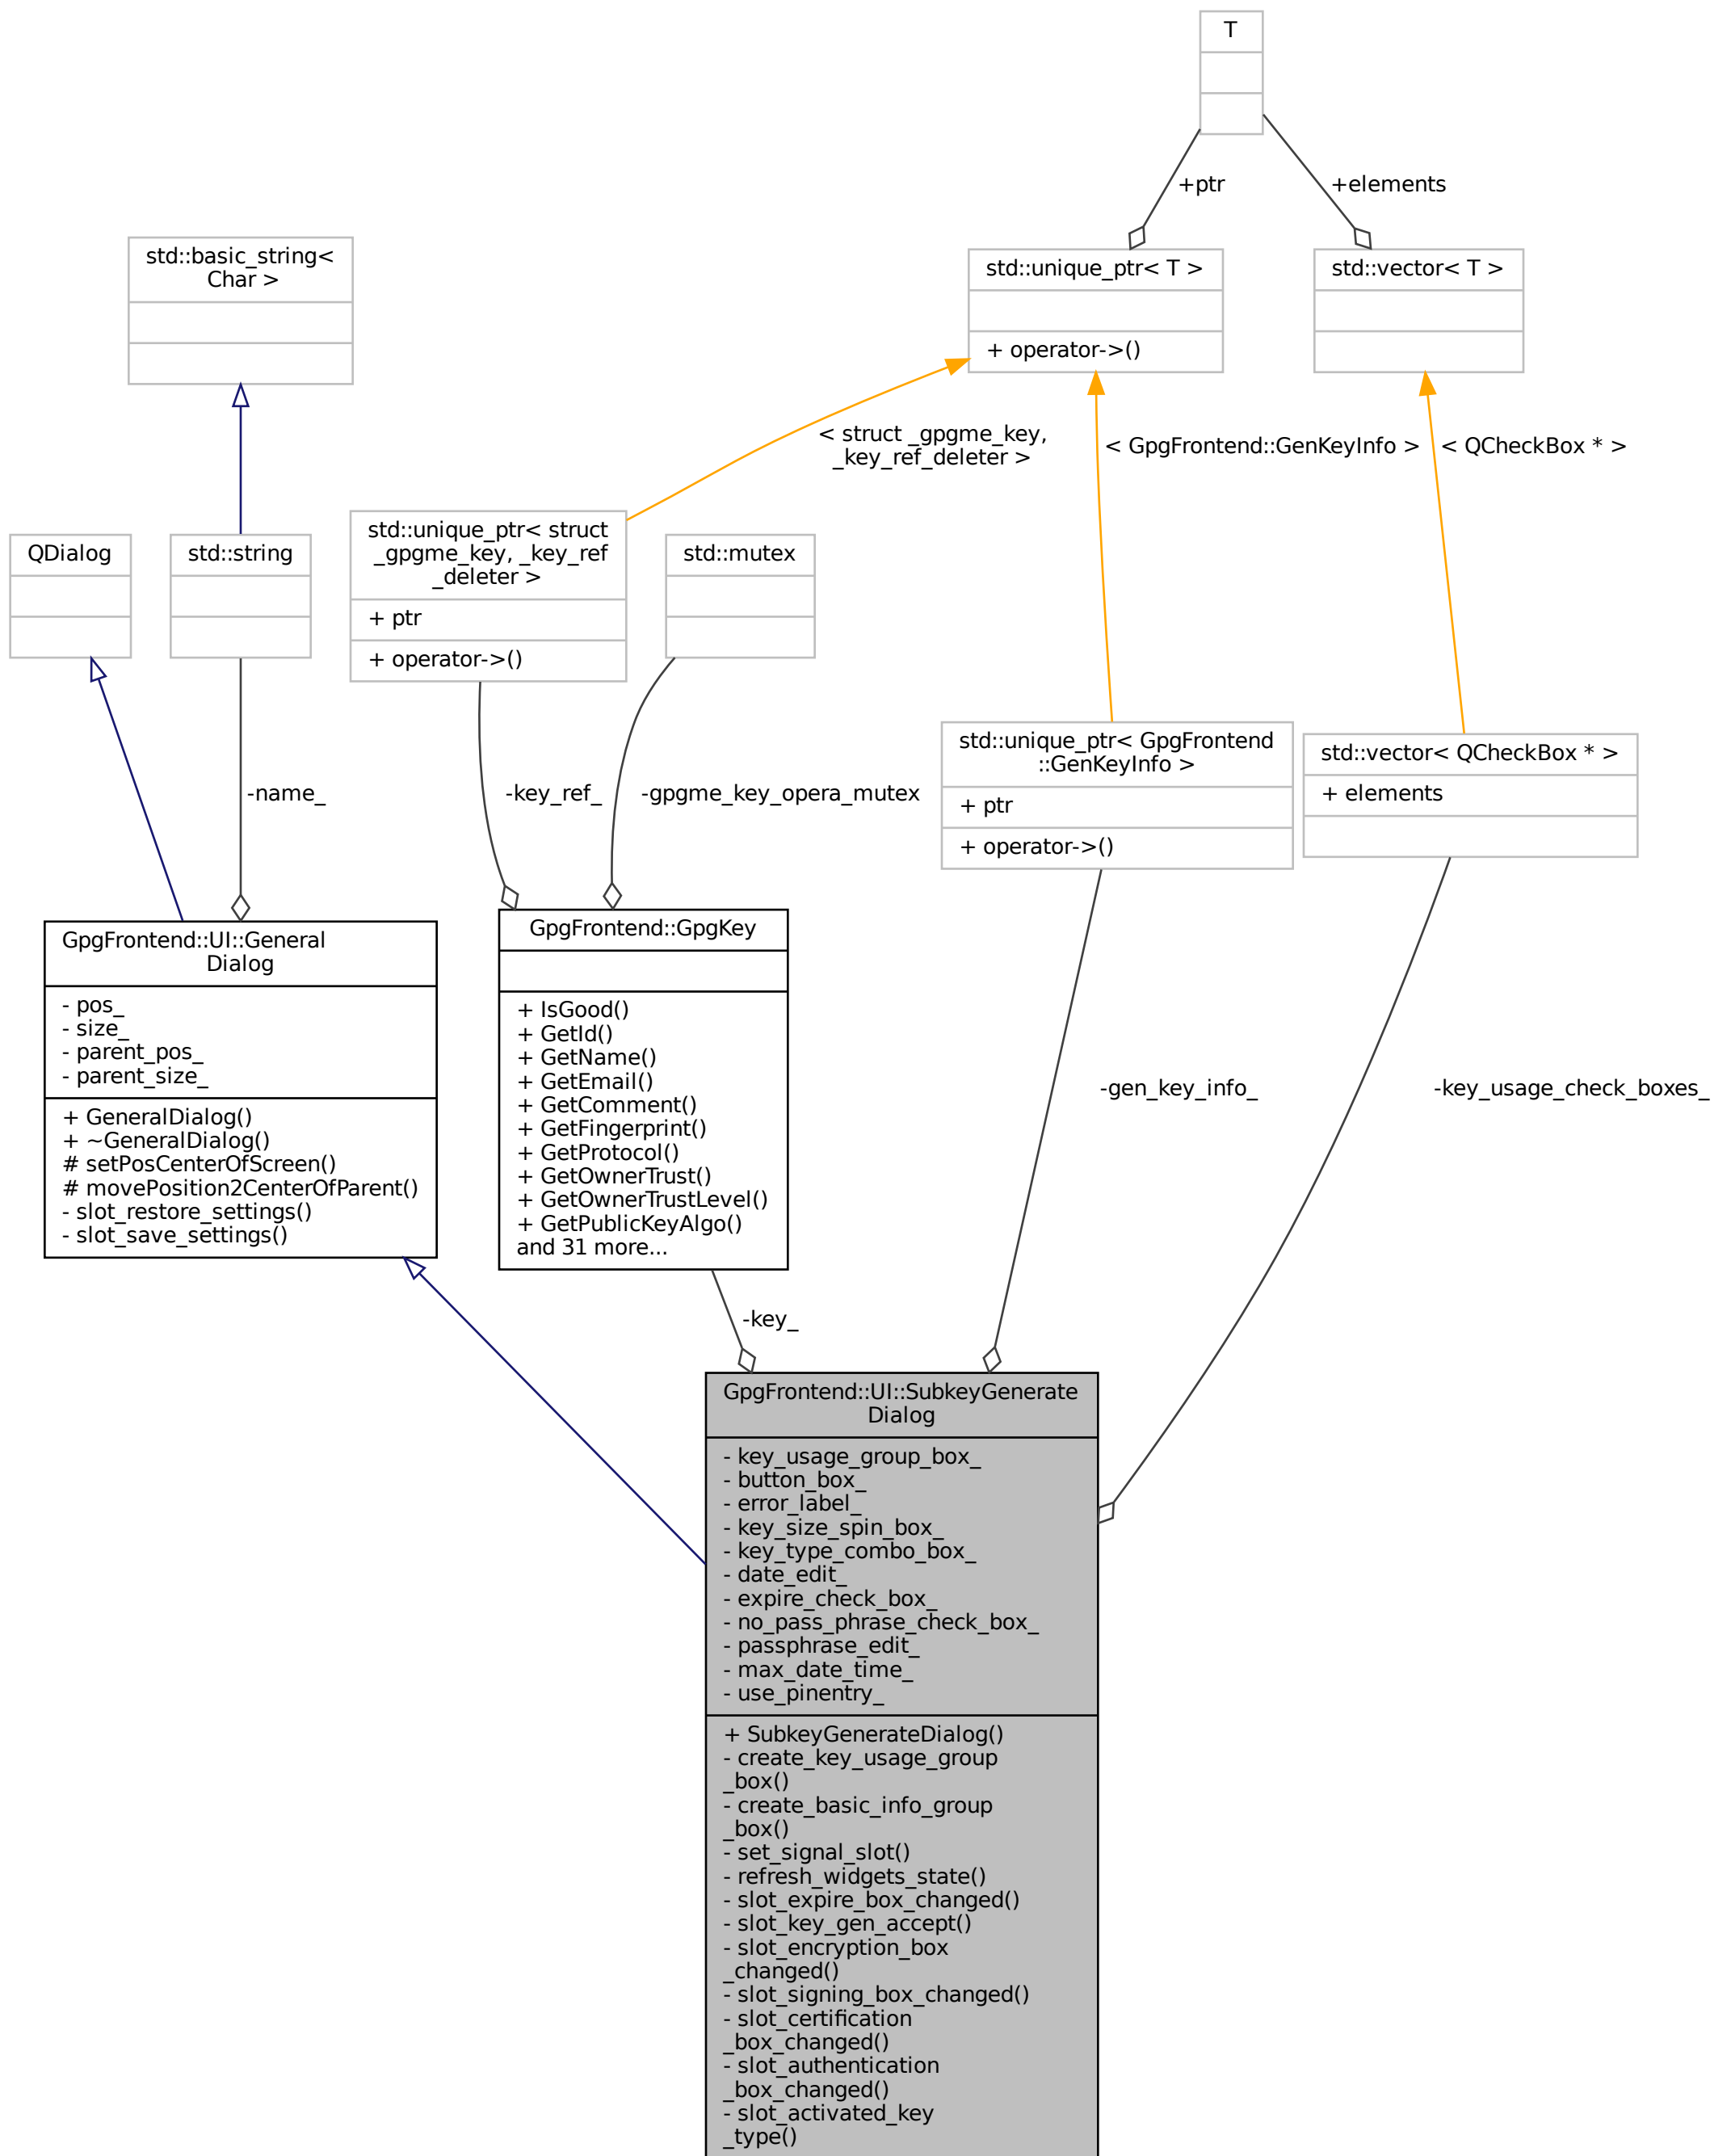 T
+ptr
+elements
std::basic_string<
Char >
std::unique_ptr< T >
+ operator->()
std::vector< T >
< struct _gpgme_key,
_key_ref_deleter >
< GpgFrontend::GenKeyInfo >
< QCheckBox * >
QDialog
std::string
std::unique_ptr< struct
_gpgme_key, _key_ref
_deleter >
+ ptr
+ operator->()
std::mutex
std::unique_ptr< GpgFrontend
::GenKeyInfo >
+ ptr
+ operator->()
std::vector< QCheckBox * >
+ elements
-name_
-key_ref_
-gpgme_key_opera_mutex
GpgFrontend::UI::General
Dialog
- pos_
- size_
- parent_pos_
- parent_size_
+ GeneralDialog()
+ ~GeneralDialog()
# setPosCenterOfScreen()
# movePosition2CenterOfParent()
- slot_restore_settings()
- slot_save_settings()
GpgFrontend::GpgKey
+ IsGood()
+ GetId()
+ GetName()
+ GetEmail()
+ GetComment()
+ GetFingerprint()
+ GetProtocol()
+ GetOwnerTrust()
+ GetOwnerTrustLevel()
+ GetPublicKeyAlgo()
and 31 more...
-gen_key_info_
-key_usage_check_boxes_
-key_
GpgFrontend::UI::SubkeyGenerate
Dialog
- key_usage_group_box_
- button_box_
- error_label_
- key_size_spin_box_
- key_type_combo_box_
- date_edit_
- expire_check_box_
- no_pass_phrase_check_box_
- passphrase_edit_
- max_date_time_
- use_pinentry_
+ SubkeyGenerateDialog()
- create_key_usage_group
_box()
- create_basic_info_group
_box()
- set_signal_slot()
- refresh_widgets_state()
- slot_expire_box_changed()
- slot_key_gen_accept()
- slot_encryption_box
_changed()
- slot_signing_box_changed()
- slot_certification
_box_changed()
- slot_authentication
_box_changed()
- slot_activated_key
_type()